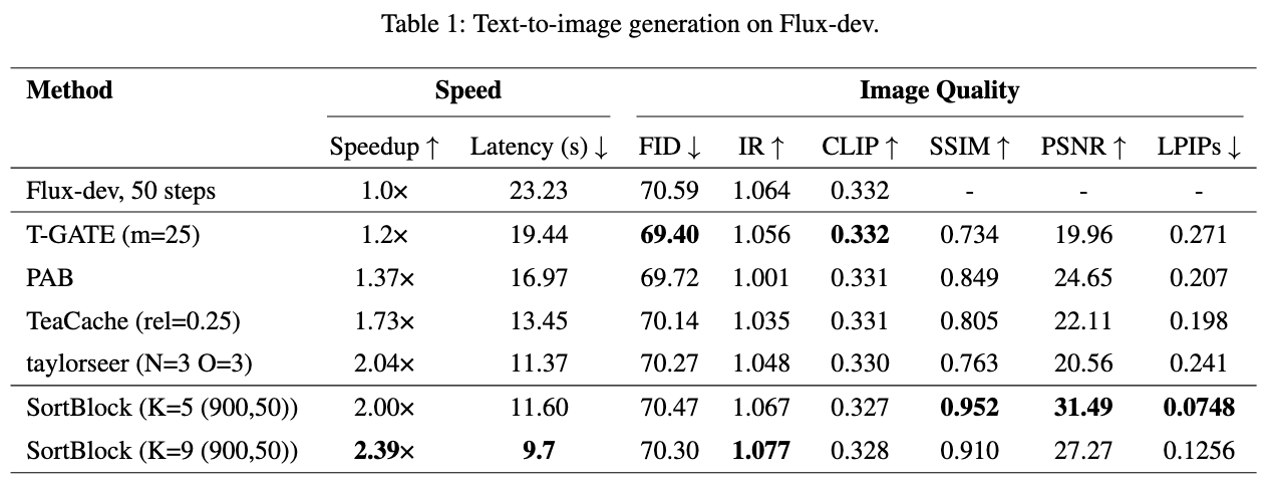 Table 1: Text-to-image generation on Flux-dev.
Method Speed Image Quality
Speedup ↑ Latency (s) ↓ FID ↓ IR ↑ CLIP ↑ SSIM ↑ PSNR ↑ LPIPs ↓
Flux-dev, 50 steps 1.0× 23.23 70.59 1.064 0.332 - - -
T-GATE (m=25) 1.2× 19.44 69.40 1.056 0.332 0.734 19.96 0.271
PAB 1.37× 16.97 69.72 1.001 0.331 0.849 24.65 0.207
TeaCache (rel=0.25) 1.73× 13.45 70.14 1.035 0.331 0.805 22.11 0.198
taylorseer (N=3 O=3) 2.04× 11.37 70.27 1.048 0.330 0.763 20.56 0.241
SortBlock (K=5 (900,50)) 2.00× 11.60 70.47 1.067 0.327 0.952 31.49 0.0748
SortBlock (K=9 (900,50)) 2.39× 9.7 70.30 1.077 0.328 0.910 27.27 0.1256